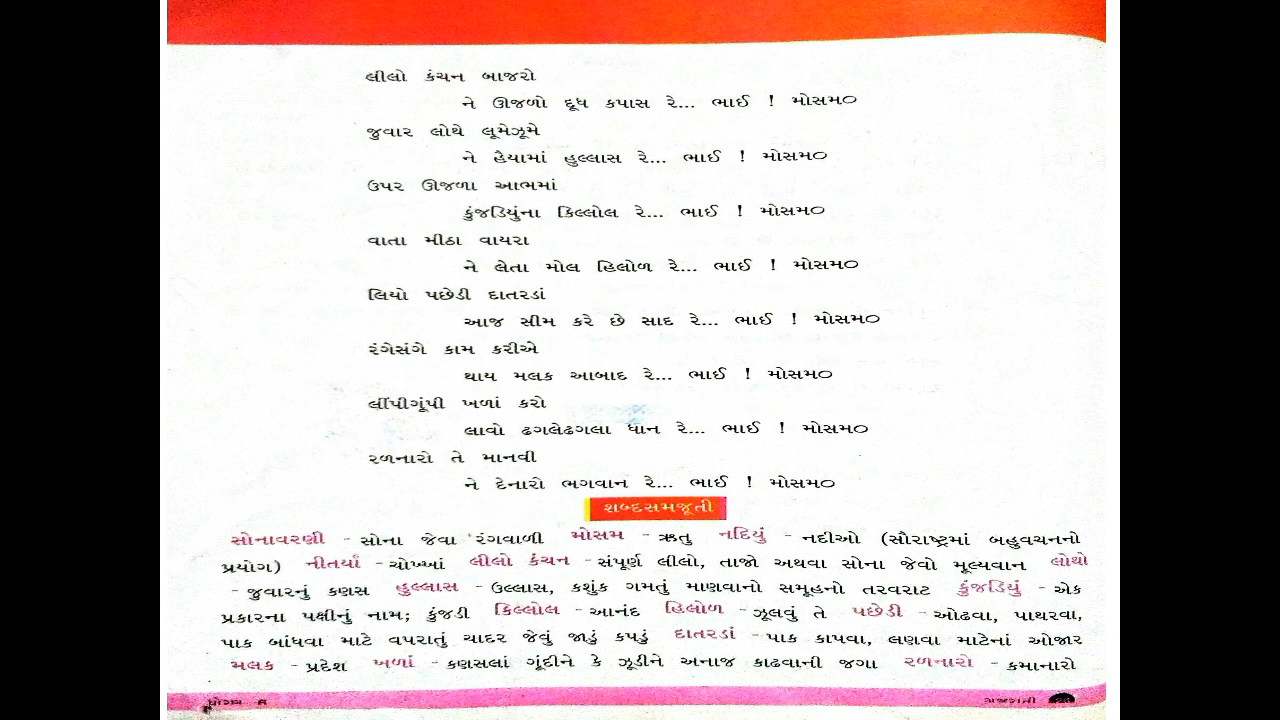 લીલો કંચન બાજરો
ને ઊજળો દૂધ કપાસ રે... ભાઈ ! મોસમ૦
જુવાર લોથે લૂમેઝૂમે
ને હૈયામાં હુલ્લાસ રે... ભાઈ ! મોસમ૦
ઉપર ઊજળા આભમાં
કુંજડિયુંના કિલ્લોલ રે... ભાઈ ! મોસમ૦
વાતા મીઠા વાયરા
ને લેતા મોલ હિલોળ રે... ભાઈ ! મોસમ૦
લિયો પછેડી દાતરડાં
આજ સીમ કરે છે સાદ રે... ભાઈ ! મોસમ૦
રંગેસંગે કામ કરીએ
થાય મલક આબાદ રે... ભાઈ ! મોસમ૦
લીંપીગૂંપી ખળાં કરો
લાવો ઢગલેઢગલા ધાન રે... ભાઈ ! મોસમ૦
રળનારો તે માનવી
ને દેનારો ભગવાન રે... ભાઈ ! મોસમ૦
શબ્દસમજૂતી
સોનાવરણી - સોના જેવા રંગવાળી મોસમ - ઋતુ નદિયું - નદીઓ (સૌરાષ્ટ્રમાં બહુવચનનો
પ્રયોગ) નીતર્યાં - ચોખ્ખાં લીલો કંચન - સંપૂર્ણ લીલો, તાજો અથવા સોના જેવો મૂલ્યવાન લોથો
- જુવારનું કણસ હુલ્લાસ - ઉલ્લાસ, કશુંક ગમતું માણવાનો સમૂહનો તરવરાટ કુંજડિયું - એક
પ્રકારના પક્ષીનું નામ; કુંજડી કિલ્લોલ - આનંદ હિલોળ - ઝૂલવું તે પછેડી - ઓઢવા, પાથરવા,
પાક બાંધવા માટે વપરાતું ચાદર જેવું જાડું કપડું દાતરડાં - પાક કાપવા, લણવા માટેનાં ઓજાર
મલક - પ્રદેશ ખળાં - કણસલાં ગૂંદીને કે ઝૂડીને અનાજ કાઢવાની જગા રળનારો - કમાનારો